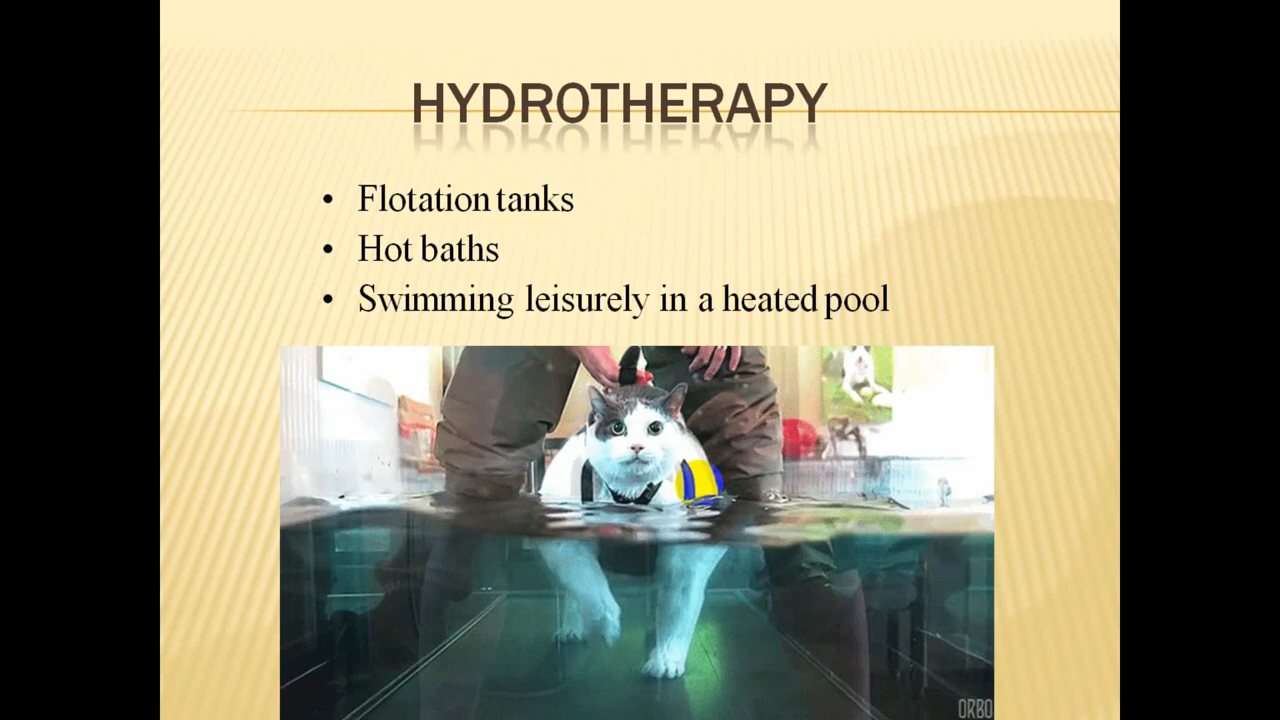 HYDROTHERAPY
• Flotation tanks
• Hot baths
• Swimming leisurely in a heated pool
ORBO